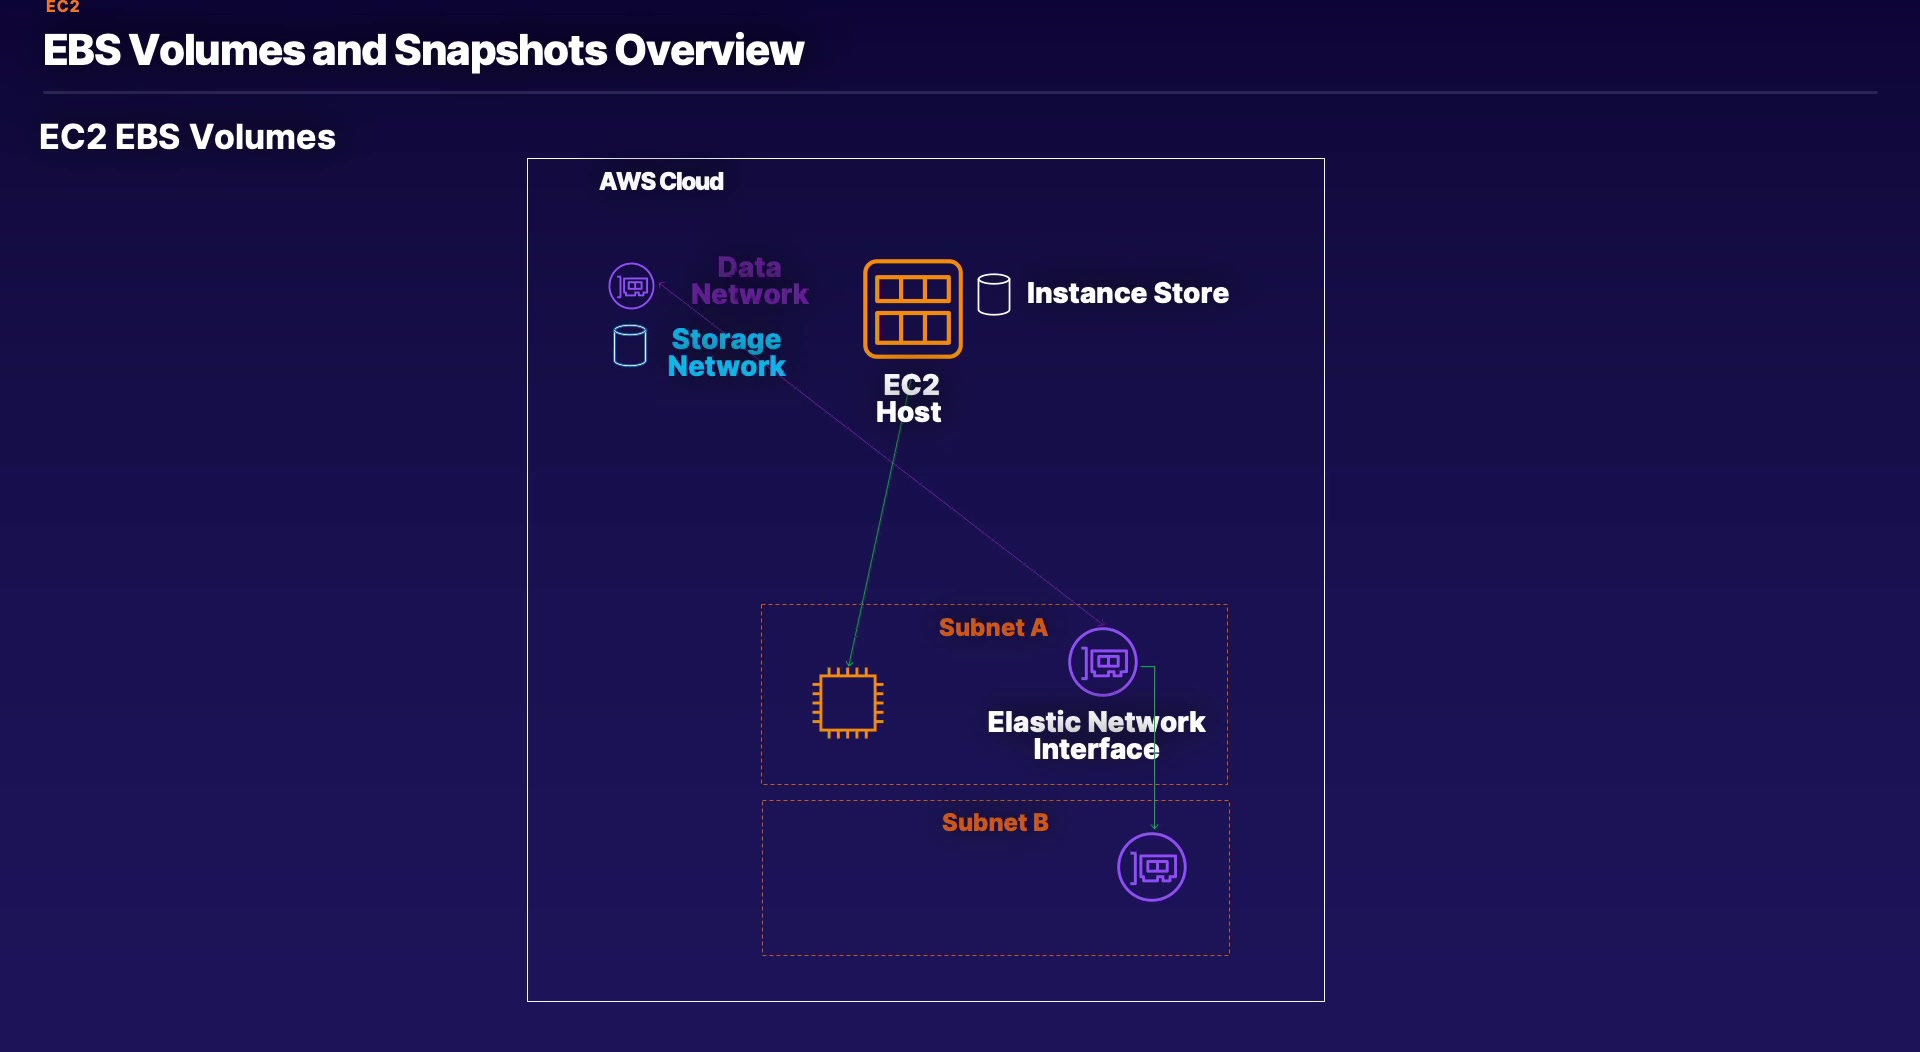 EC2
EBS Volumes and Snapshots Overview
EC2 EBS Volumes
AWS Cloud
Data
Network
Storage
Network
Instance Store
EC2
Host
Subnet A
Elastic Network
Interface
Subnet B